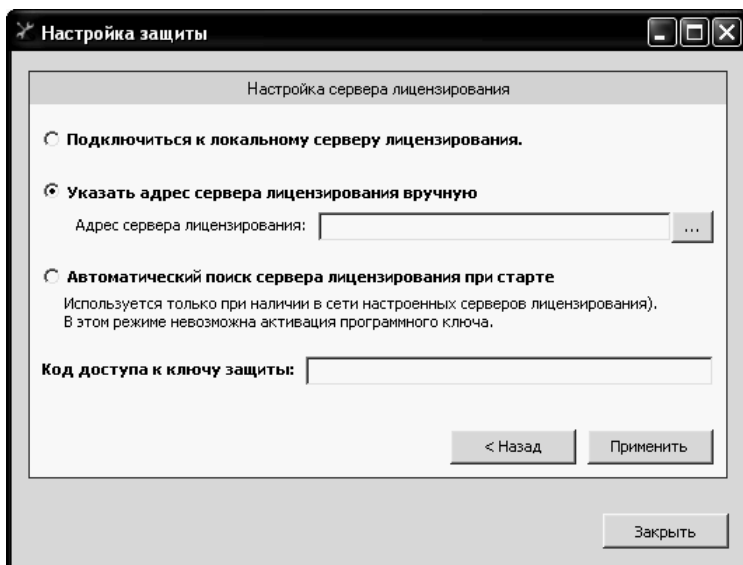 Настройка защиты
Настройка сервера лицензирования
Подключиться к локальному серверу лицензирования.
Указать адрес сервера лицензирования вручную
Адрес сервера лицензирования:
...
Автоматический поиск сервера лицензирования при старте
Используется только при наличии в сети настроенных серверов лицензирования).
В этом режиме невозможна активация программного ключа.
Код доступа к ключу защиты:
< Назад
Применить
Закрыть